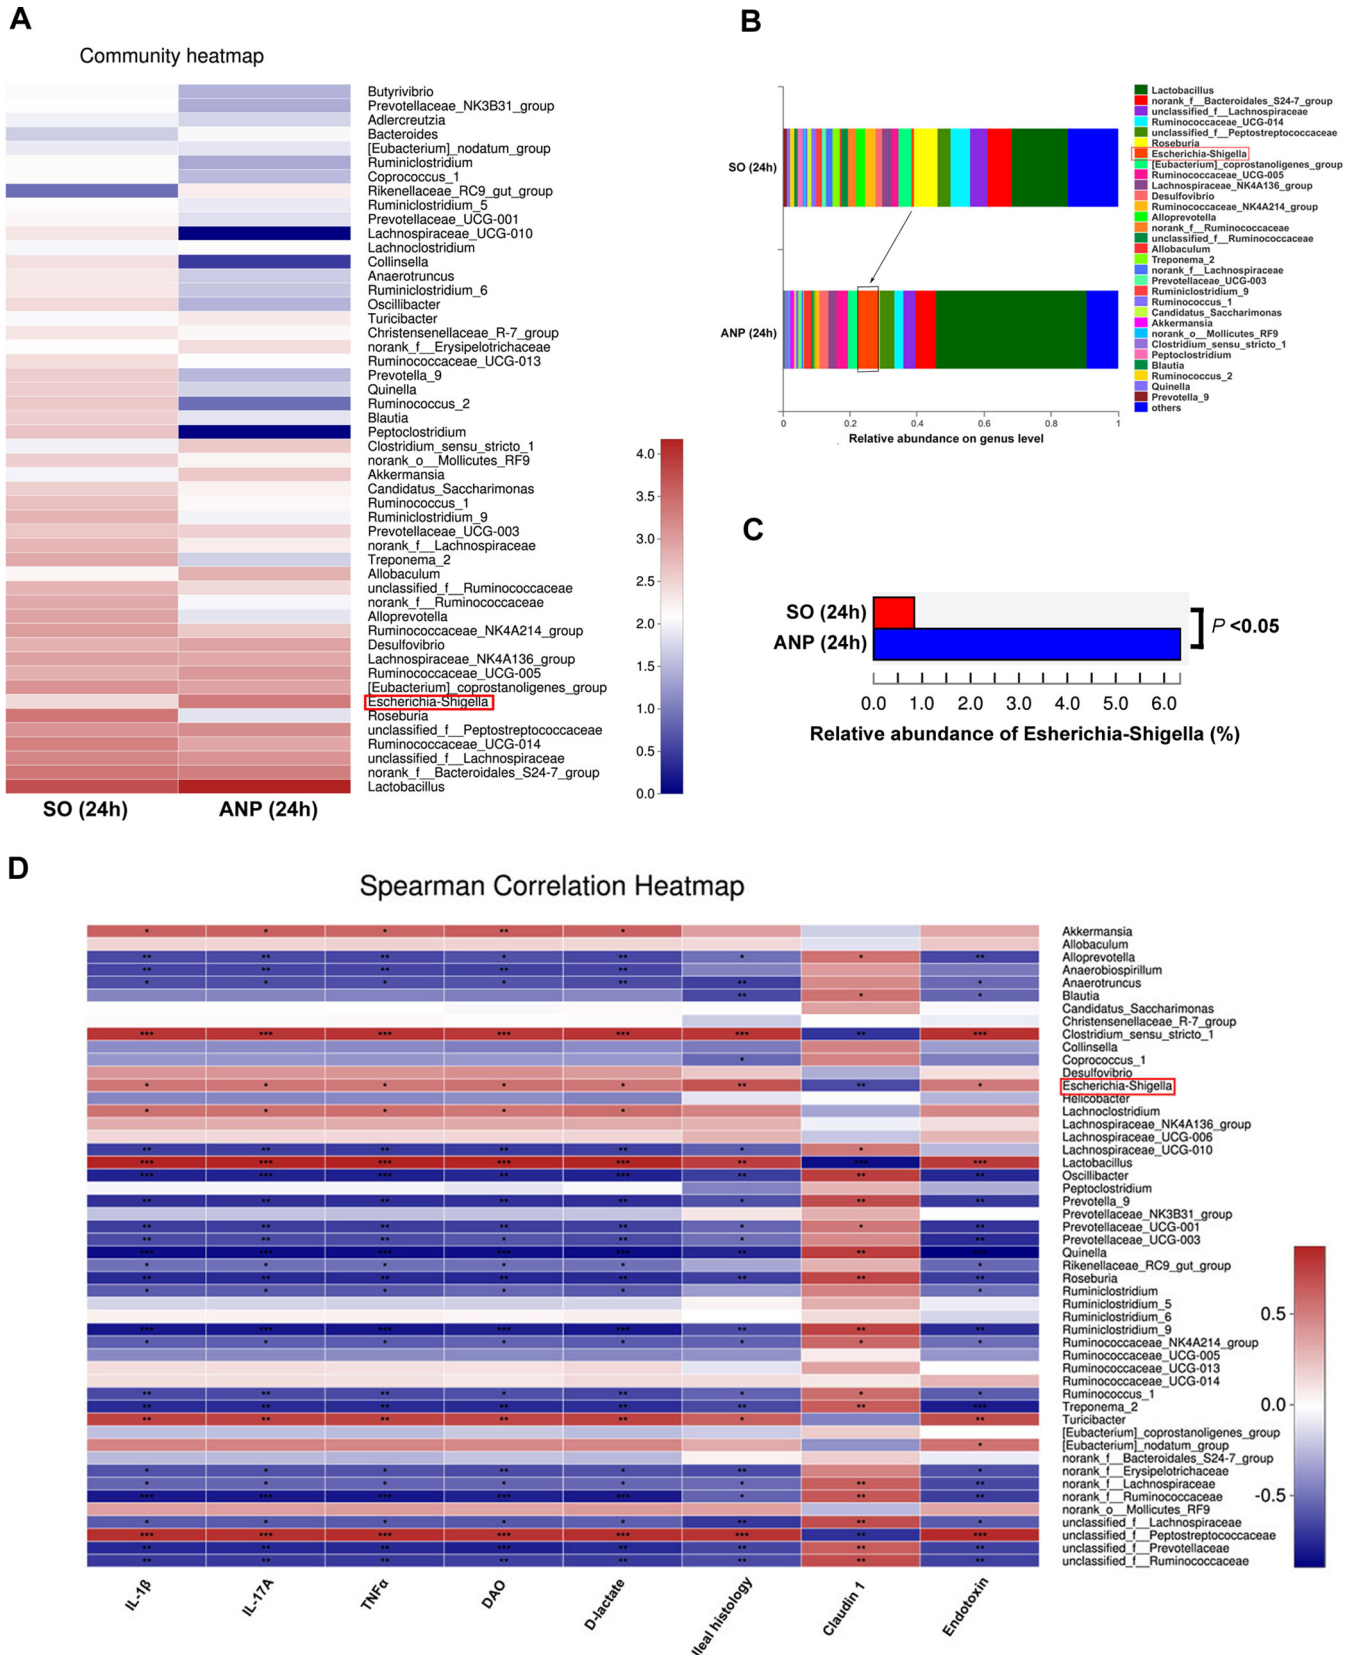 A
Community heatmap
Butyrivibrio
Prevotellaceae_NK3B31_group
Adlercreutzia
Bacteroides
[Eubacterium]_nodatum_group
Ruminiclostridium
Coprococcus_1
Rikenellaceae_RC9_gut_group
Ruminiclostridium_5
Prevotellaceae_UCG-001
Lachnospiraceae_UCG-010
Lachnoclostridium
Collinsella
Anaerotruncus
Ruminiclostridium_6
Oscillibacter
Turicibacter
Christensenellaceae_R-7_group
norank_f__Erysipelotrichaceae
Ruminococcaceae_UCG-013
Prevotella_9
Quinella
Ruminococcus_2
Blautia
Peptoclostridium
Clostridium_sensu_stricto_1
norank_o__Mollicutes_RF9
Akkermansia
Candidatus_Saccharimonas
Ruminococcus_1
Ruminiclostridium_9
Prevotellaceae_UCG-003
norank_f__Lachnospiraceae
Treponema_2
Allobaculum
unclassified_f__Ruminococcaceae
norank_f__Ruminococcaceae
Alloprevotella
Ruminococcaceae_NK4A214_group
Desulfovibrio
Lachnospiraceae_NK4A136_group
Ruminococcaceae_UCG-005
[Eubacterium]_coprostanoligenes_group
Escherichia-Shigella
Roseburia
unclassified_f__Peptostreptococcaceae
Ruminococcaceae_UCG-014
unclassified_f__Lachnospiraceae
norank_f__Bacteroidales_S24-7_group
Lactobacillus
SO (24h) ANP (24h)
4.0
3.5
3.0
2.5
2.0
1.5
1.0
0.5
0.0
B
SO (24h)
ANP (24h)
0 0.2 0.4 0.6 0.8 1
Relative abundance on genus level
Lactobacillus
norank_f__Bacteroidales_S24-7_group
unclassified_f__Lachnospiraceae
Ruminococcaceae_UCG-014
unclassified_f__Peptostreptococcaceae
Roseburia
Escherichia-Shigella
[Eubacterium]_coprostanoligenes_group
Ruminococcaceae_UCG-005
Lachnospiraceae_NK4A136_group
Desulfovibrio
Ruminococcaceae_NK4A214_group
Alloprevotella
norank_f__Ruminococcaceae
unclassified_f__Ruminococcaceae
Allobaculum
Treponema_2
norank_f__Lachnospiraceae
Prevotellaceae_UCG-003
Ruminiclostridium_9
Ruminococcus_1
Candidatus_Saccharimonas
Akkermansia
norank_o__Mollicutes_RF9
Clostridium_sensu_stricto_1
Peptoclostridium
Blautia
Ruminococcus_2
Quinella
Prevotella_9
others
C
SO (24h)
ANP (24h)
P <0.05
0.0 1.0 2.0 3.0 4.0 5.0 6.0
Relative abundance of Esherichia-Shigella (%)
D
Spearman Correlation Heatmap
Akkermansia
Allobaculum
Alloprevotella
Anaerobiospirillum
Anaerotruncus
Blautia
Candidatus_Saccharimonas
Christensenellaceae_R-7_group
Clostridium_sensu_stricto_1
Collinsella
Coprococcus_1
Desulfovibrio
Escherichia-Shigella
Helicobacter
Lachnoclostridium
Lachnospiraceae_NK4A136_group
Lachnospiraceae_UCG-006
Lachnospiraceae_UCG-010
Lactobacillus
Oscillibacter
Peptoclostridium
Prevotella_9
Prevotellaceae_NK3B31_group
Prevotellaceae_UCG-001
Prevotellaceae_UCG-003
Quinella
Rikenellaceae_RC9_gut_group
Roseburia
Ruminiclostridium
Ruminiclostridium_5
Ruminiclostridium_6
Ruminiclostridium_9
Ruminococcaceae_NK4A214_group
Ruminococcaceae_UCG-005
Ruminococcaceae_UCG-013
Ruminococcaceae_UCG-014
Ruminococcus_1
Treponema_2
Turicibacter
[Eubacterium]_coprostanoligenes_group
[Eubacterium]_nodatum_group
norank_f__Bacteroidales_S24-7_group
norank_f__Erysipelotrichaceae
norank_f__Lachnospiraceae
norank_f__Ruminococcaceae
norank_o__Mollicutes_RF9
unclassified_f__Lachnospiraceae
unclassified_f__Peptostreptococcaceae
unclassified_f__Prevotellaceae
unclassified_f__Ruminococcaceae
0.5
0.0
-0.5
IL-1β IL-17A TNFα DAO D-lactate Ileal histology Claudin 1 Endotoxin